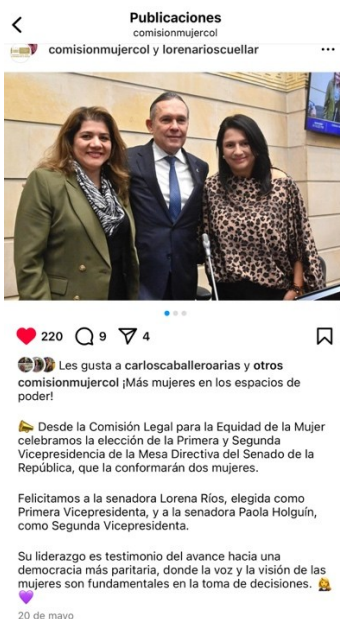 Publicaciones
comisionmujercol
comisionmujercol y lorenarioscuellar
220
9
4
Les gusta a carloscaballeroarias y otros
comisionmujercol ¡Más mujeres en los espacios de
poder!
📣 Desde la Comisión Legal para la Equidad de la Mujer
celebramos la elección de la Primera y Segunda
Vicepresidencia de la Mesa Directiva del Senado de la
República, que la conformarán dos mujeres.
Felicitamos a la senadora Lorena Ríos, elegida como
Primera Vicepresidenta, y a la senadora Paola Holguín,
como Segunda Vicepresidenta.
Su liderazgo es testimonio del avance hacia una
democracia más paritaria, donde la voz y la visión de las
mujeres son fundamentales en la toma de decisiones. 👩‍⚖️
💜
20 de mayo